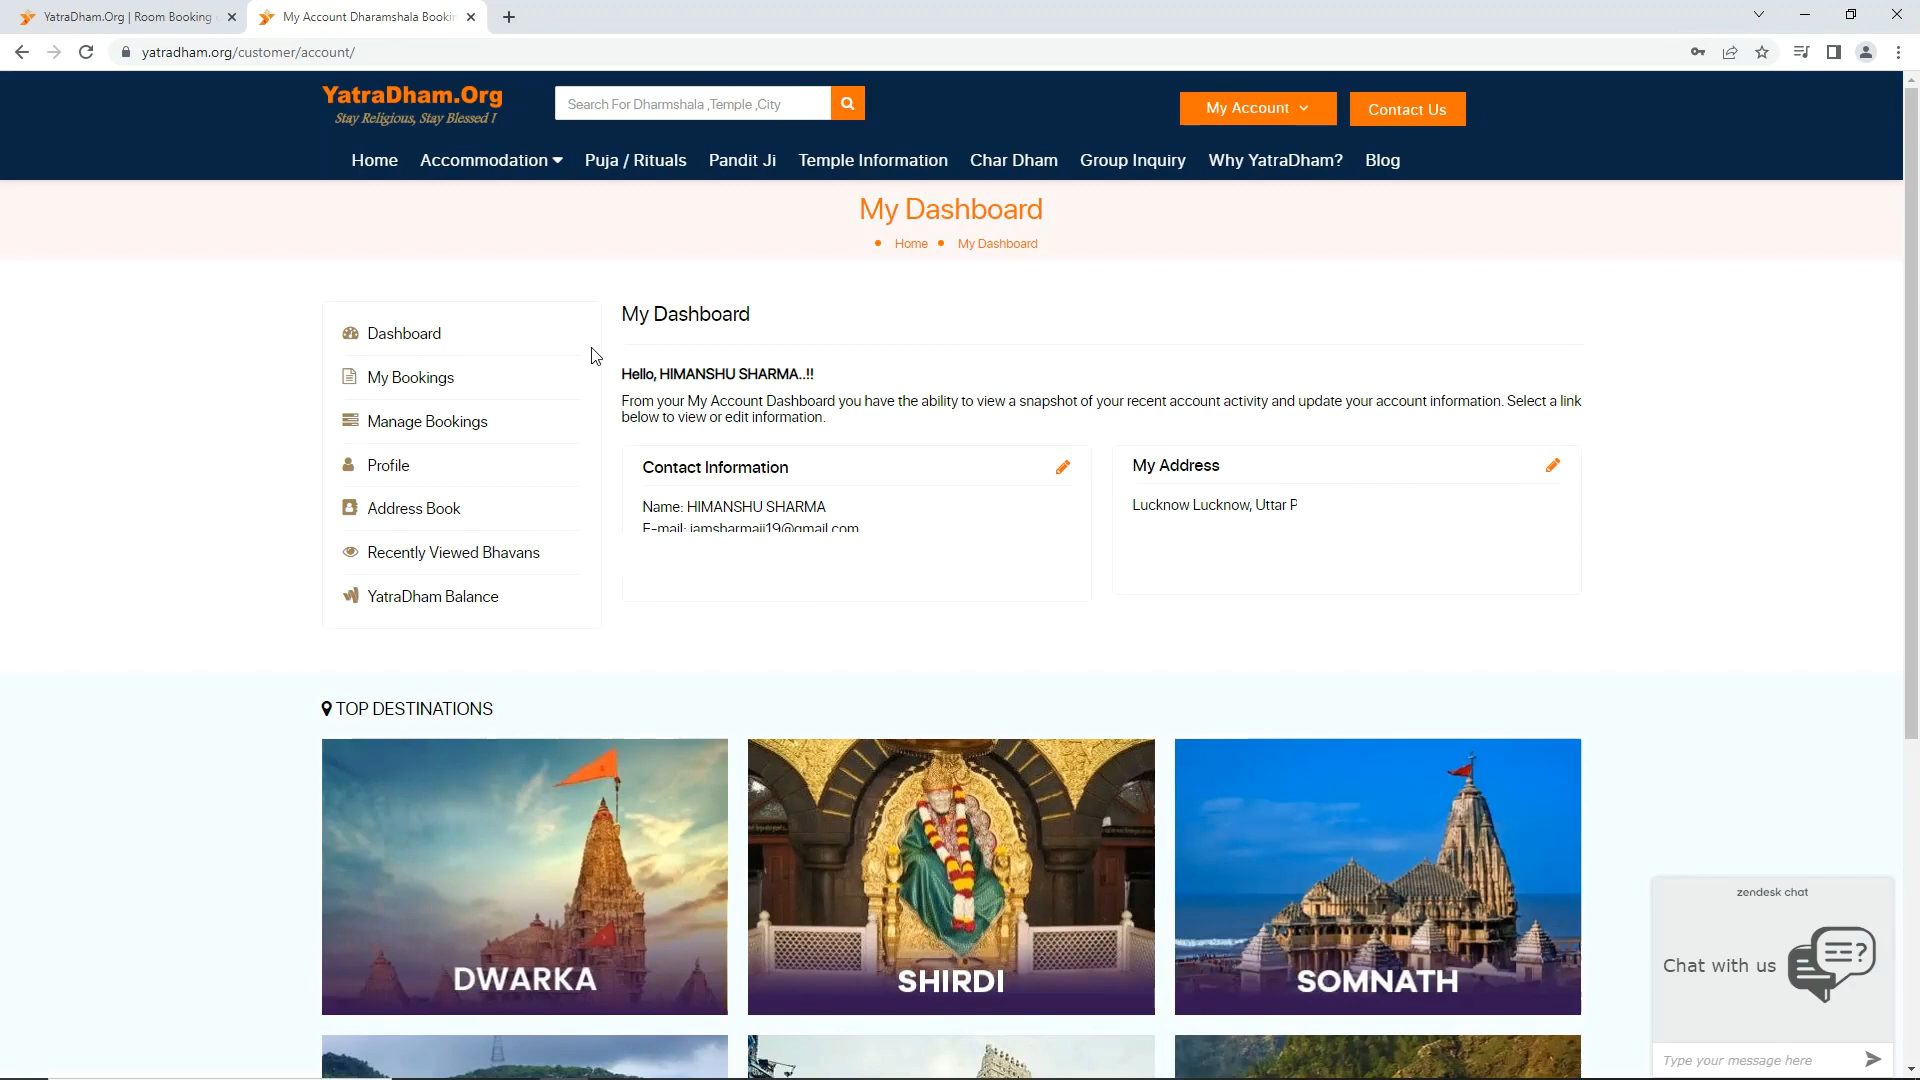 YatraDham.Org | Room Booking
My Account Dharamshala Bookin
yatradham.org/customer/account/
YatraDham.Org
Stay Religious, Stay Blessed !
Search For Dharmshala ,Temple ,City
My Account
Contact Us
Home Accommodation Puja / Rituals Pandit Ji Temple Information Char Dham Group Inquiry Why YatraDham? Blog
My Dashboard
Home My Dashboard
Dashboard
My Bookings
Manage Bookings
Profile
Address Book
Recently Viewed Bhavans
YatraDham Balance
My Dashboard
Hello, HIMANSHU SHARMA..!!
From your My Account Dashboard you have the ability to view a snapshot of your recent account activity and update your account information. Select a link
below to view or edit information.
Contact Information
Name: HIMANSHU SHARMA
E-mail: iamsharmaji19@gmail.com
My Address
Lucknow Lucknow, Uttar P
TOP DESTINATIONS
DWARKA
SHIRDI
SOMNATH
zendesk chat
Chat with us
Type your message here